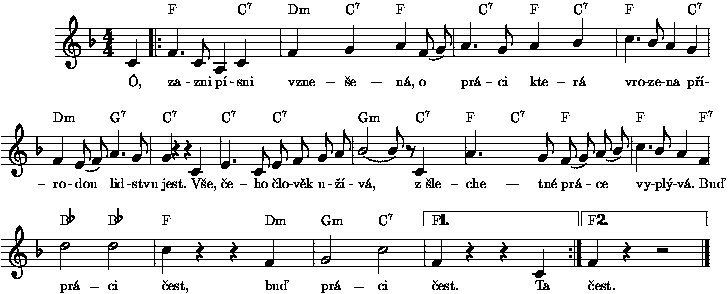 F C7 Dm C7 F C7 F C7 F C7
Ó, za - zni pí - sni vzne - še - ná, o prá - ci kte - rá vro - ze - na pří-
Dm G7 C7 C7 C7 Gm C7 F C7 F F F7
- ro - dou lid - stvu jest. Vše, če - ho člo - věk u - ží - vá, z šle - che - tné prá - ce vy - plý - vá. Buď
B♭ B♭ F Dm Gm C7 F 1. F 2.
prá - ci čest, buď prá - ci čest. Ta čest.